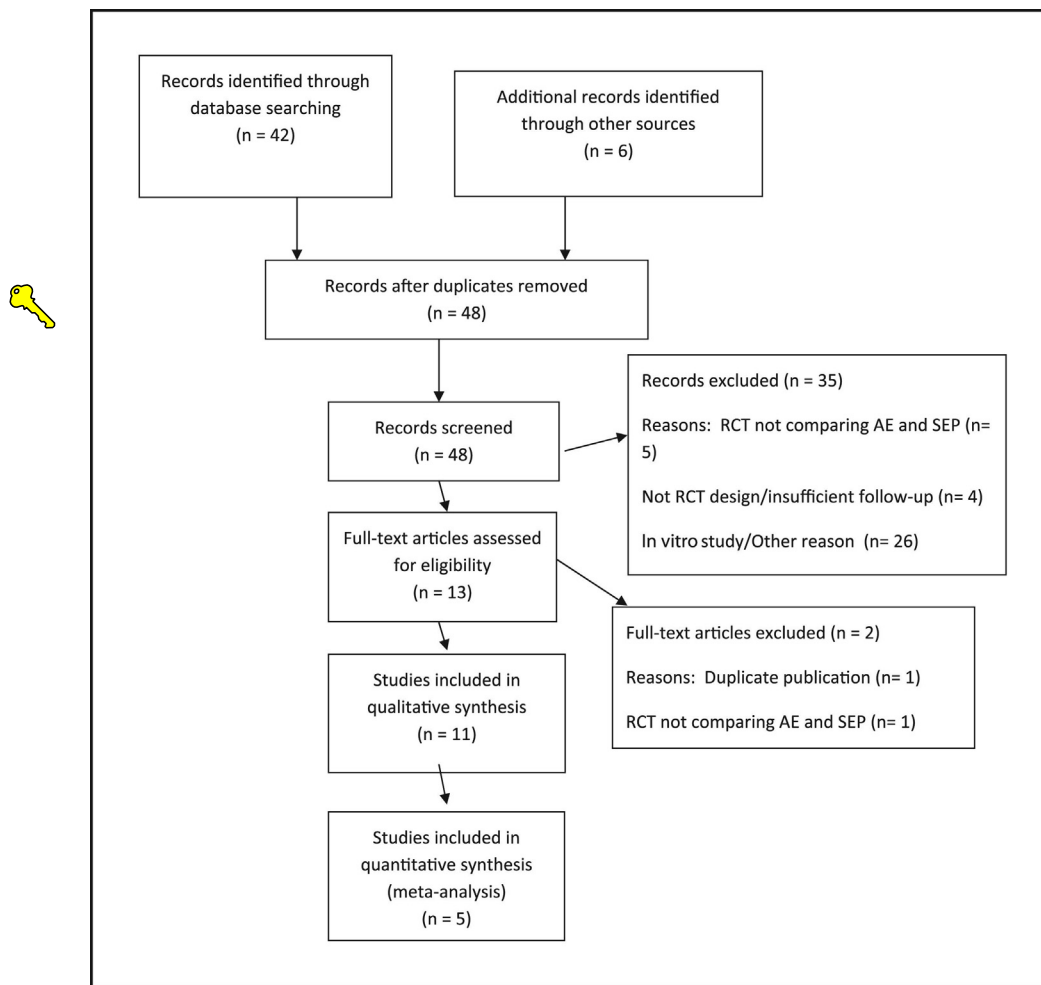 Records identified through
database searching
(n = 42)
Additional records identified
through other sources
(n = 6)
Records after duplicates removed
(n = 48)
Records screened
(n = 48)
Records excluded (n = 35)
Reasons:  RCT not comparing AE and SEP (n=
5)
Not RCT design/insufficient follow-up (n= 4)
In vitro study/Other reason  (n= 26)
Full-text articles assessed
for eligibility
(n = 13)
Full-text articles excluded (n = 2)
Reasons:  Duplicate publication (n= 1)
RCT not comparing AE and SEP (n= 1)
Studies included in
qualitative synthesis
(n = 11)
Studies included in
quantitative synthesis
(meta-analysis)
(n = 5)